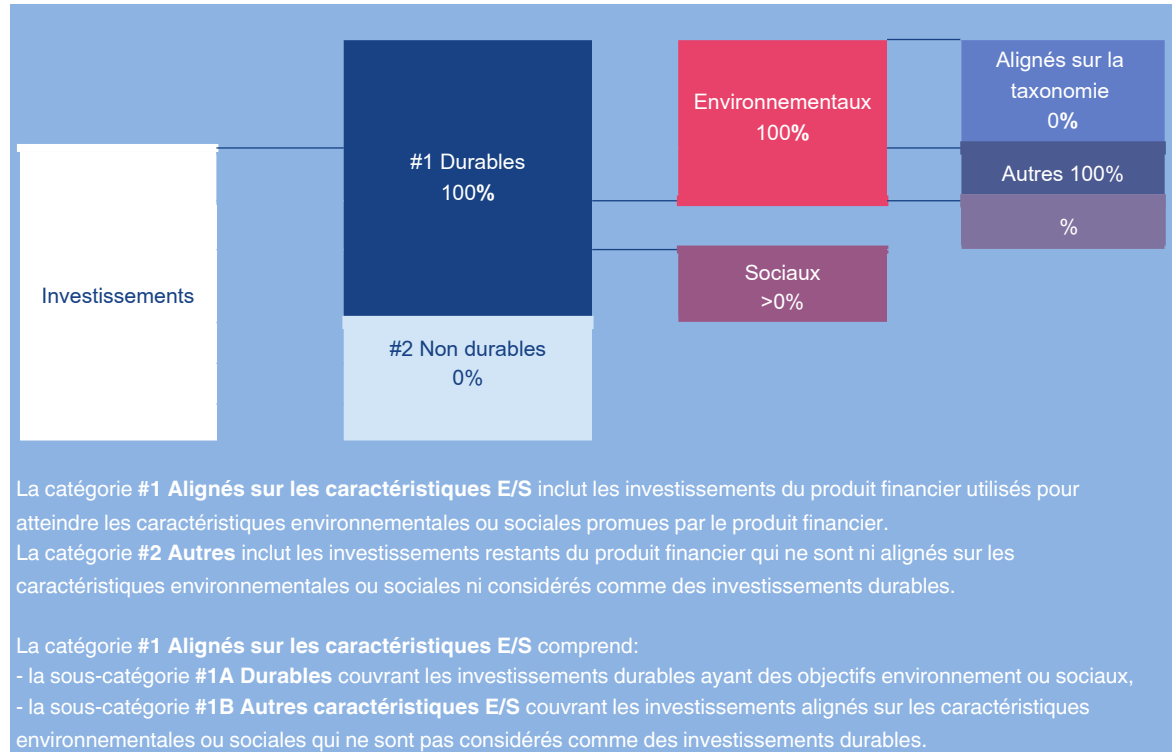 Investissements
#1 Durables
100%
#2 Non durables
0%
Environnementaux
100%
Sociaux
>0%
Alignés sur la
taxonomie
0%
Autres 100%
%
La catégorie #1 Alignés sur les caractéristiques E/S inclut les investissements du produit financier utilisés pour
atteindre les caractéristiques environnementales ou sociales promues par le produit financier.
La catégorie #2 Autres inclut les investissements restants du produit financier qui ne sont ni alignés sur les
caractéristiques environnementales ou sociales ni considérés comme des investissements durables.
La catégorie #1 Alignés sur les caractéristiques E/S comprend:
- la sous-catégorie #1A Durables couvrant les investissements durables ayant des objectifs environnement ou sociaux,
- la sous-catégorie #1B Autres caractéristiques E/S couvrant les investissements alignés sur les caractéristiques
environnementales ou sociales qui ne sont pas considérés comme des investissements durables.